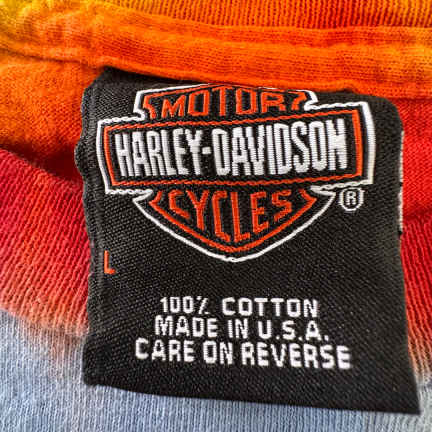 MOTOR
HARLEY-DAVIDSON
CYCLES
®
L
100% COTTON
MADE IN U.S.A.
CARE ON REVERSE